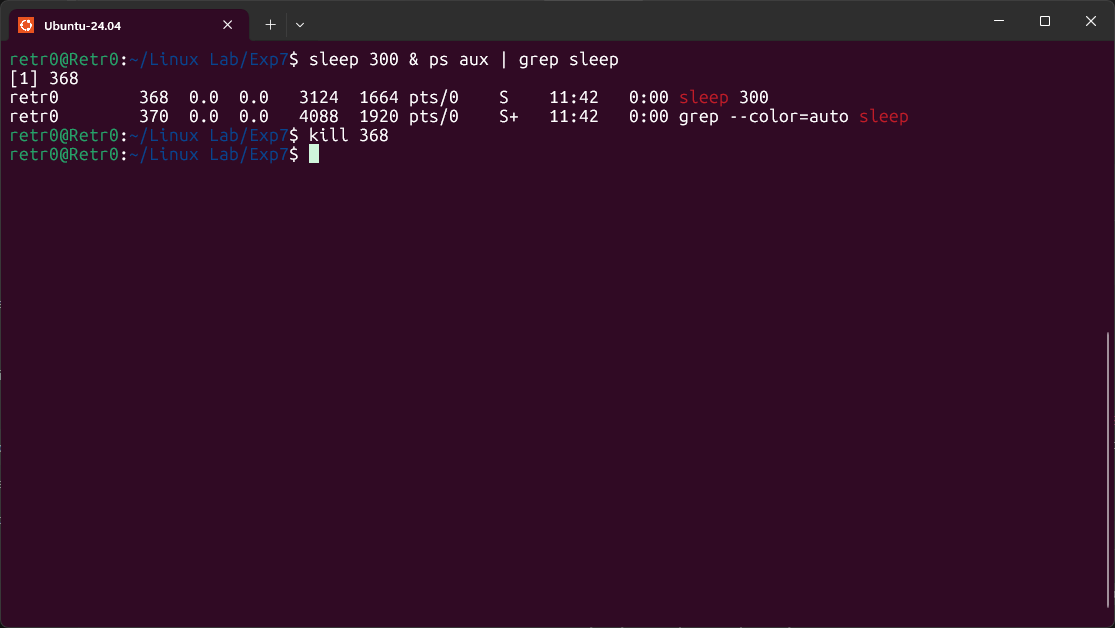 Ubuntu-24.04
retr0@Retr0:~/Linux Lab/Exp7$ sleep 300 & ps aux | grep sleep
[1] 368
retr0        368  0.0  0.0   3124  1664 pts/0    S    11:42   0:00 sleep 300
retr0        370  0.0  0.0   4088  1920 pts/0    S+   11:42   0:00 grep --color=auto sleep
retr0@Retr0:~/Linux Lab/Exp7$ kill 368
retr0@Retr0:~/Linux Lab/Exp7$